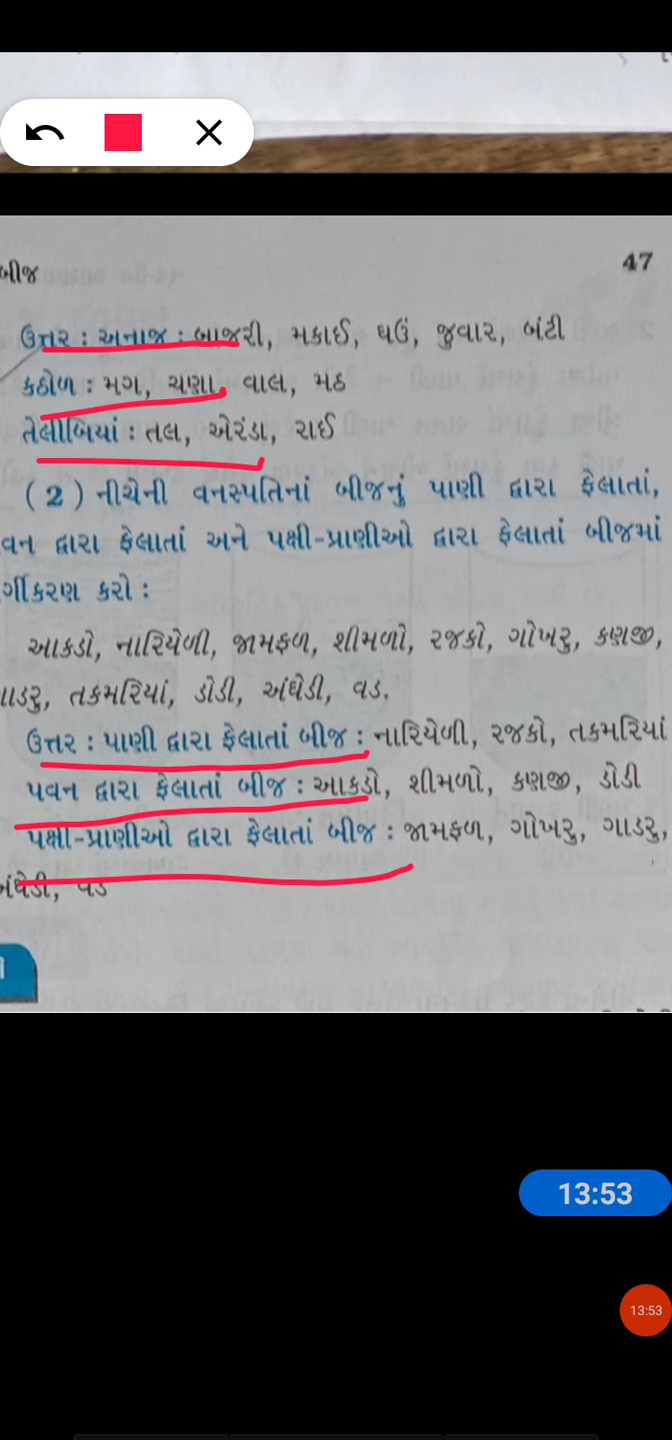 બીજ
47
ઉત્તર : અનાજ : બાજરી, મકાઈ, ઘઉં, જુવાર, બંટી
કઠોળ : મગ, ચણા, વાલ, મઠ
તેલીબિયાં : તલ, એરંડા, રાઈ
(2) નીચેની વનસ્પતિનાં બીજનું પાણી દ્વારા ફેલાતાં,
વન દ્વારા ફેલાતાં અને પક્ષી-પ્રાણીઓ દ્વારા ફેલાતાં બીજમાં
ર્ગીકરણ કરો :
આકડો, નારિયેળી, જામફળ, શીમળો, રજકો, ગોખરુ, કણજી,
ગાડરુ, તકમરિયાં, ડોડી, અંઘેડી, વડ.
ઉત્તર : પાણી દ્વારા ફેલાતાં બીજ : નારિયેળી, રજકો, તકમરિયાં
પવન દ્વારા ફેલાતાં બીજ : આકડો, શીમળો, કણજી, ડોડી
પક્ષી-પ્રાણીઓ દ્વારા ફેલાતાં બીજ : જામફળ, ગોખરુ, ગાડરુ,
અંઘેડી, વડ
13:53
13:53